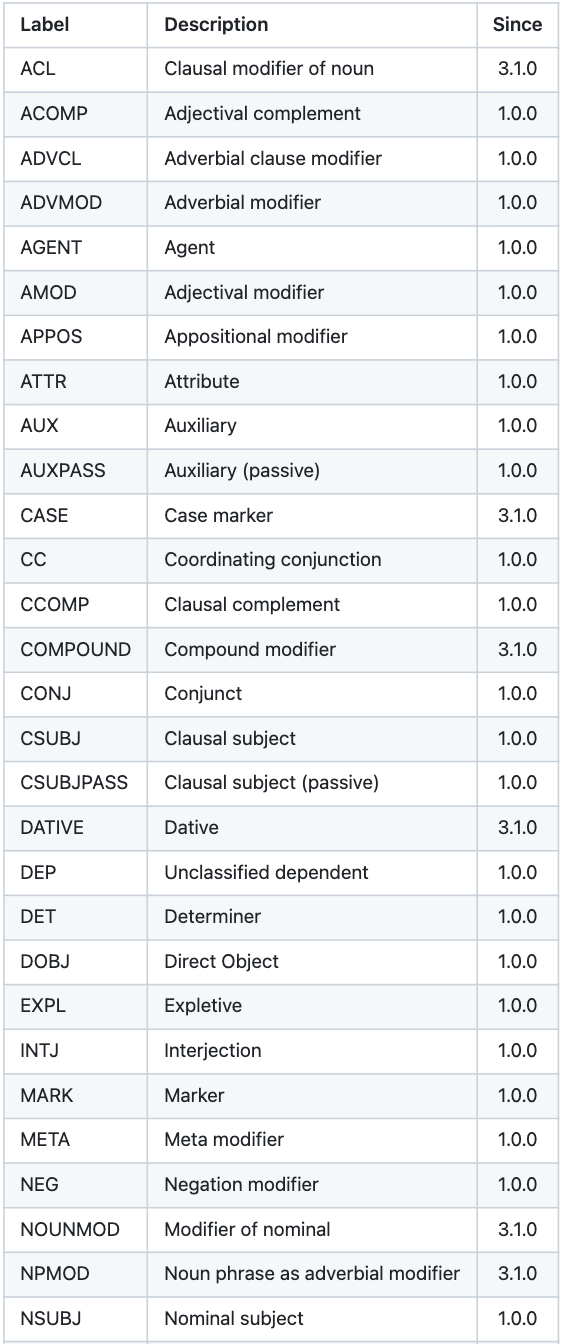 Label Description Since
ACL Clausal modifier of noun 3.1.0
ACOMP Adjectival complement 1.0.0
ADVCL Adverbial clause modifier 1.0.0
ADVMOD Adverbial modifier 1.0.0
AGENT Agent 1.0.0
AMOD Adjectival modifier 1.0.0
APPOS Appositional modifier 1.0.0
ATTR Attribute 1.0.0
AUX Auxiliary 1.0.0
AUXPASS Auxiliary (passive) 1.0.0
CASE Case marker 3.1.0
CC Coordinating conjunction 1.0.0
CCOMP Clausal complement 1.0.0
COMPOUND Compound modifier 3.1.0
CONJ Conjunct 1.0.0
CSUBJ Clausal subject 1.0.0
CSUBJPASS Clausal subject (passive) 1.0.0
DATIVE Dative 3.1.0
DEP Unclassified dependent 1.0.0
DET Determiner 1.0.0
DOBJ Direct Object 1.0.0
EXPL Expletive 1.0.0
INTJ Interjection 1.0.0
MARK Marker 1.0.0
META Meta modifier 1.0.0
NEG Negation modifier 1.0.0
NOUNMOD Modifier of nominal 3.1.0
NPMOD Noun phrase as adverbial modifier 3.1.0
NSUBJ Nominal subject 1.0.0